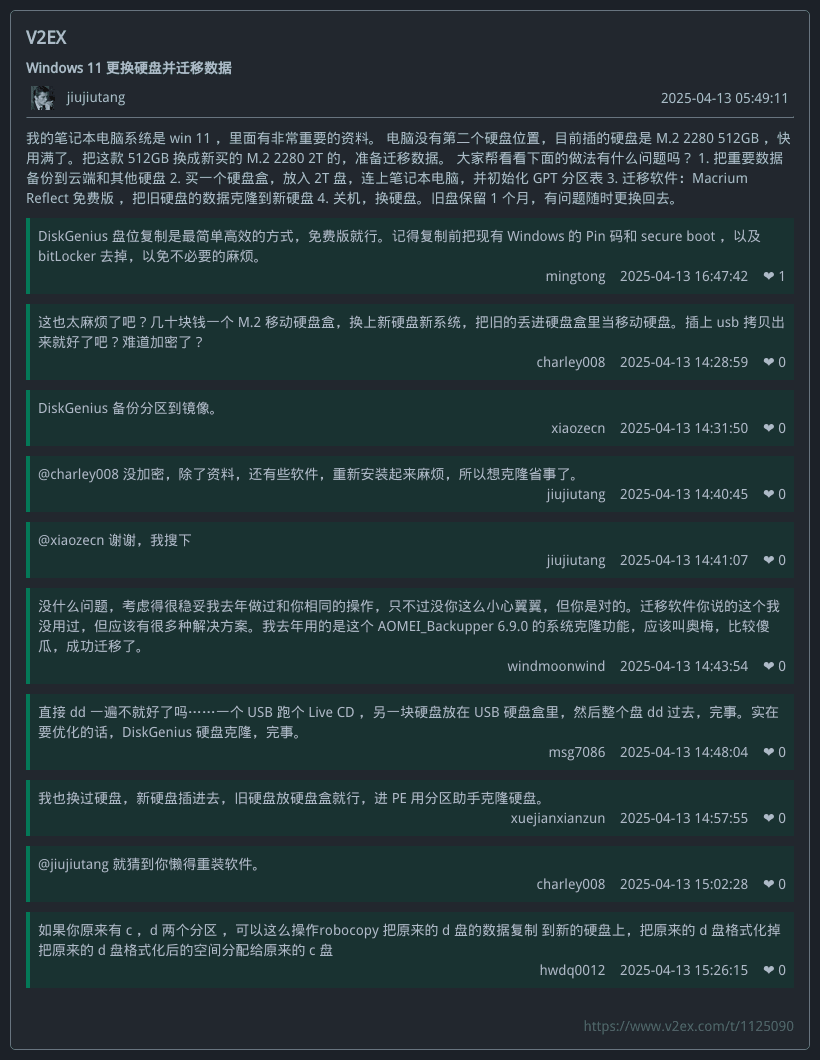 V2EX
Windows 11 更换硬盘并迁移数据
jiujiutang 2025-04-13 05:49:11
我的笔记本电脑系统是 win 11 ，里面有非常重要的资料。 电脑没有第二个硬盘位置，目前插的硬盘是 M.2 2280 512GB ，快
用满了。把这款 512GB 换成新买的 M.2 2280 2T 的，准备迁移数据。 大家帮看看下面的做法有什么问题吗？ 1. 把重要数据
备份到云端和其他硬盘 2. 买一个硬盘盒，放入 2T 盘，连上笔记本电脑，并初始化 GPT 分区表 3. 迁移软件：Macrium
Reflect 免费版 ，把旧硬盘的数据克隆到新硬盘 4. 关机，换硬盘。旧盘保留 1 个月，有问题随时更换回去。
DiskGenius 盘位复制是最简单高效的方式，免费版就行。记得复制前把现有 Windows 的 Pin 码和 secure boot ，以及
bitLocker 去掉，以免不必要的麻烦。
mingtong 2025-04-13 16:47:42 ❤ 1
这也太麻烦了吧？几十块钱一个 M.2 移动硬盘盒，换上新硬盘新系统，把旧的丢进硬盘盒里当移动硬盘。插上 usb 拷贝出
来就好了吧？难道加密了？
charley008 2025-04-13 14:28:59 ❤ 0
DiskGenius 备份分区到镜像。
xiaozecn 2025-04-13 14:31:50 ❤ 0
@charley008 没加密，除了资料，还有些软件，重新安装起来麻烦，所以想克隆省事了。
jiujiutang 2025-04-13 14:40:45 ❤ 0
@xiaozecn 谢谢，我搜下
jiujiutang 2025-04-13 14:41:07 ❤ 0
没什么问题，考虑得很稳妥我去年做过和你相同的操作，只不过没你这么小心翼翼，但你是对的。迁移软件你说的这个我
没用过，但应该有很多种解决方案。我去年用的是这个 AOMEI_Backupper 6.9.0 的系统克隆功能，应该叫奥梅，比较傻
瓜，成功迁移了。
windmoonwind 2025-04-13 14:43:54 ❤ 0
直接 dd 一遍不就好了吗……一个 USB 跑个 Live CD ，另一块硬盘放在 USB 硬盘盒里，然后整个盘 dd 过去，完事。实在
要优化的话，DiskGenius 硬盘克隆，完事。
msg7086 2025-04-13 14:48:04 ❤ 0
我也换过硬盘，新硬盘插进去，旧硬盘放硬盘盒就行，进 PE 用分区助手克隆硬盘。
xuejianxianzun 2025-04-13 14:57:55 ❤ 0
@jiujiutang 就猜到你懒得重装软件。
charley008 2025-04-13 15:02:28 ❤ 0
如果你原来有 c ，d 两个分区 ，可以这么操作robocopy 把原来的 d 盘的数据复制 到新的硬盘上，把原来的 d 盘格式化掉
把原来的 d 盘格式化后的空间分配给原来的 c 盘
hwdq0012 2025-04-13 15:26:15 ❤ 0
https://www.v2ex.com/t/1125090